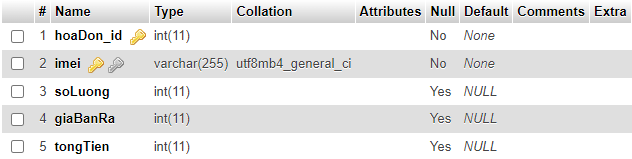 # Name Type Collation Attributes Null Default Comments Extra
1 hoaDon_id int(11) No None
2 imei varchar(255) utf8mb4_general_ci No None
3 soLuong int(11) Yes NULL
4 giaBanRa int(11) Yes NULL
5 tongTien int(11) Yes NULL